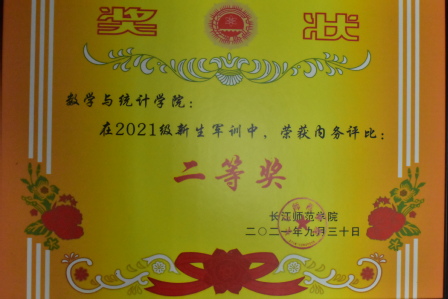 奖 状
数学与统计学院：
在2021级新生军训中，荣获内务评比：
二等奖
长江师范学院
二〇二一年九月三十日